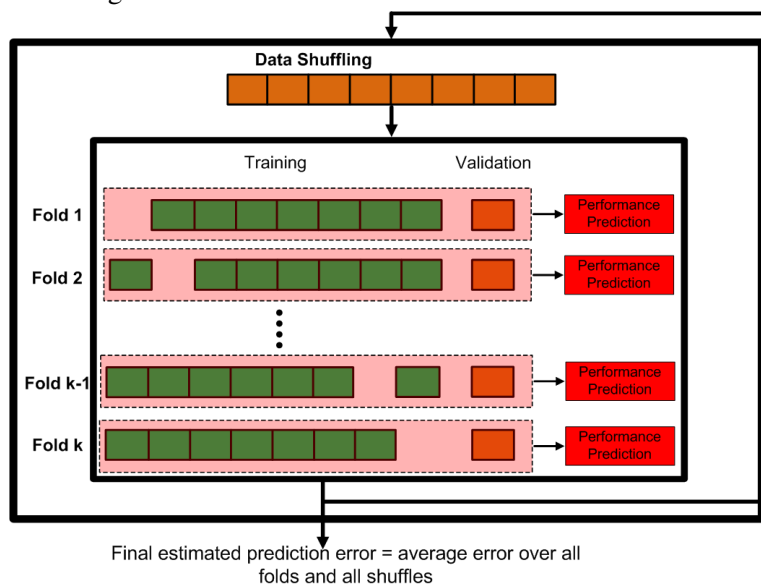 Data Shuffling
Training Validation
Fold 1
Performance
Prediction
Fold 2
Performance
Prediction
Fold k-1
Performance
Prediction
Fold k
Performance
Prediction
Final estimated prediction error = average error over all
folds and all shuffles